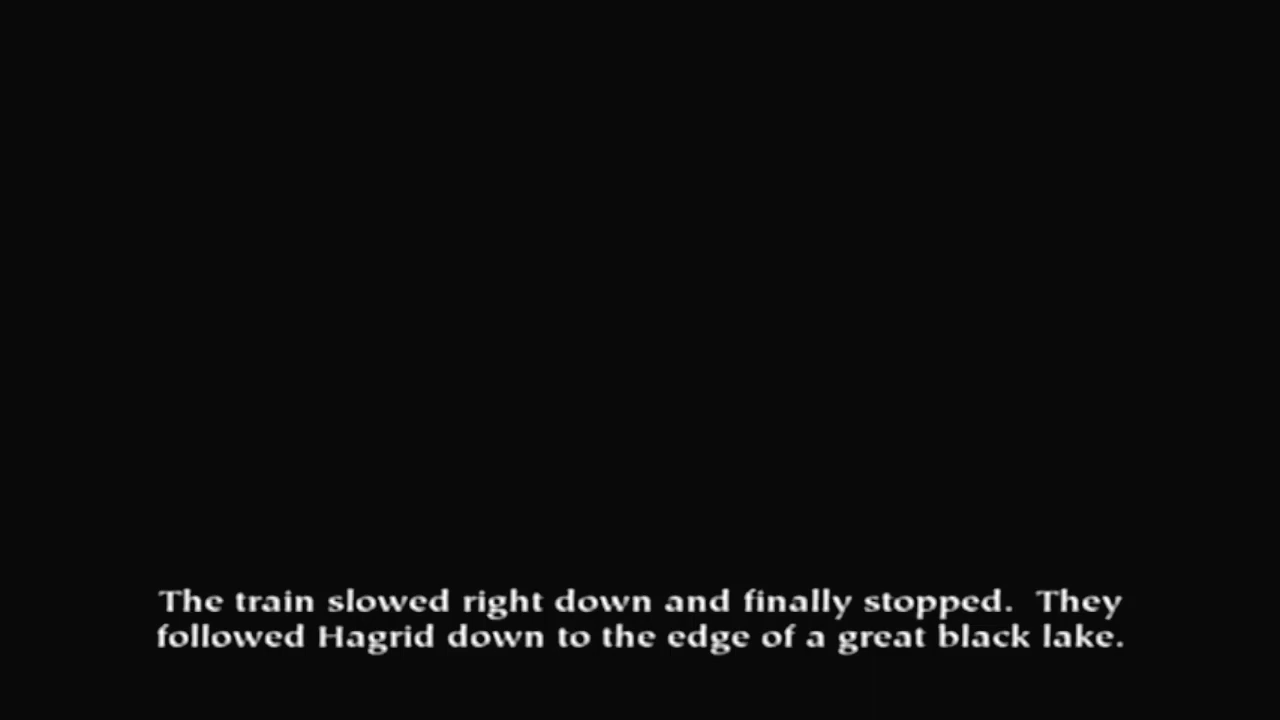 The train slowed right down and finally stopped.  They
followed Hagrid down to the edge of a great black lake.